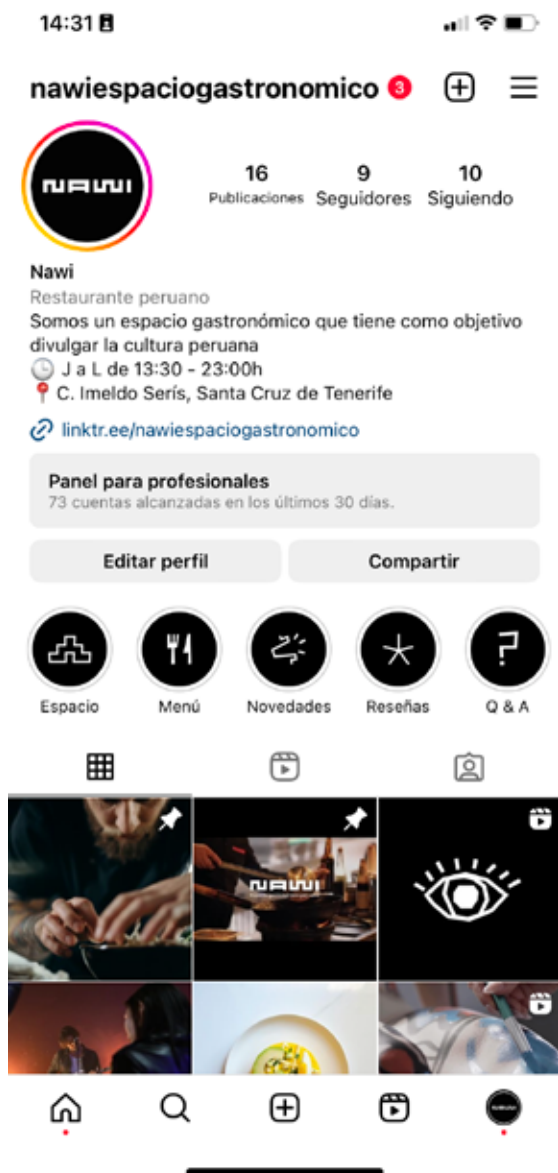 14:31
nawiespaciogastronomico 3
NAWI
16 9 10
Publicaciones Seguidores Siguiendo
Nawi
Restaurante peruano
Somos un espacio gastronómico que tiene como objetivo
divulgar la cultura peruana
J a L de 13:30 - 23:00h
C. Imeldo Serís, Santa Cruz de Tenerife
linktr.ee/nawiespaciogastronomico
Panel para profesionales
73 cuentas alcanzadas en los últimos 30 días.
Editar perfil Compartir
Espacio Menú Novedades Reseñas Q & A
NAWI